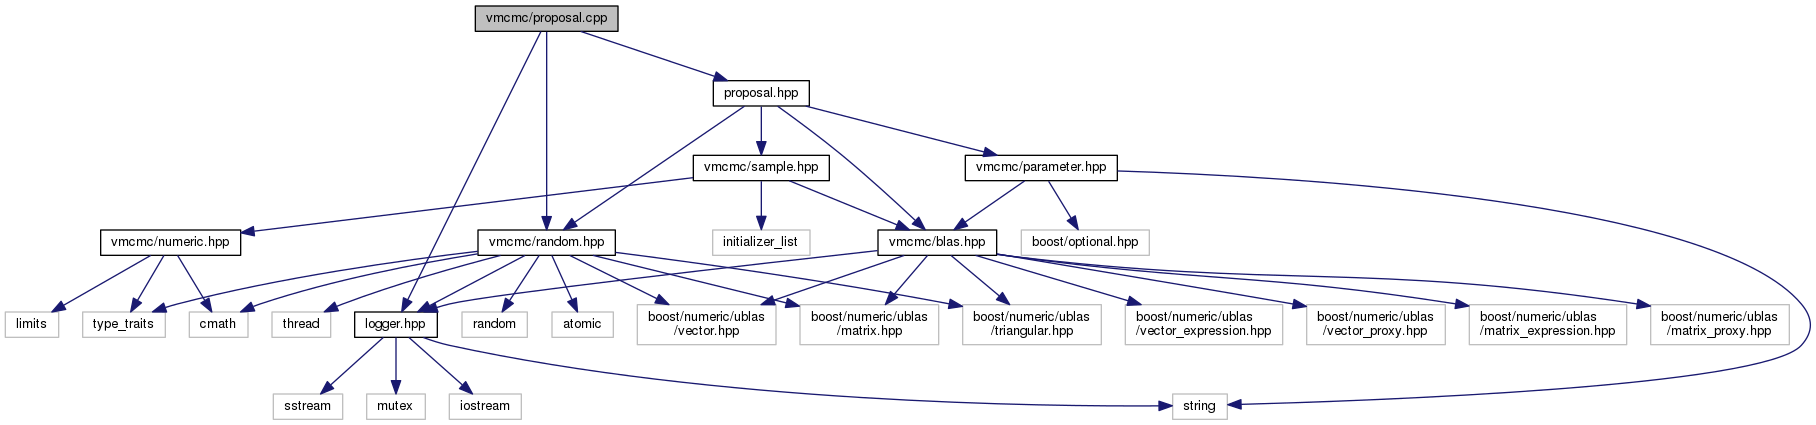 vmcmc/proposal.cpp
proposal.hpp
vmcmc/sample.hpp
vmcmc/parameter.hpp
vmcmc/numeric.hpp
vmcmc/random.hpp
initializer_list
vmcmc/blas.hpp
boost/optional.hpp
limits
type_traits
cmath
thread
logger.hpp
random
atomic
boost/numeric/ublas
/vector.hpp
boost/numeric/ublas
/matrix.hpp
boost/numeric/ublas
/triangular.hpp
boost/numeric/ublas
/vector_expression.hpp
boost/numeric/ublas
/vector_proxy.hpp
boost/numeric/ublas
/matrix_expression.hpp
boost/numeric/ublas
/matrix_proxy.hpp
sstream
mutex
iostream
string